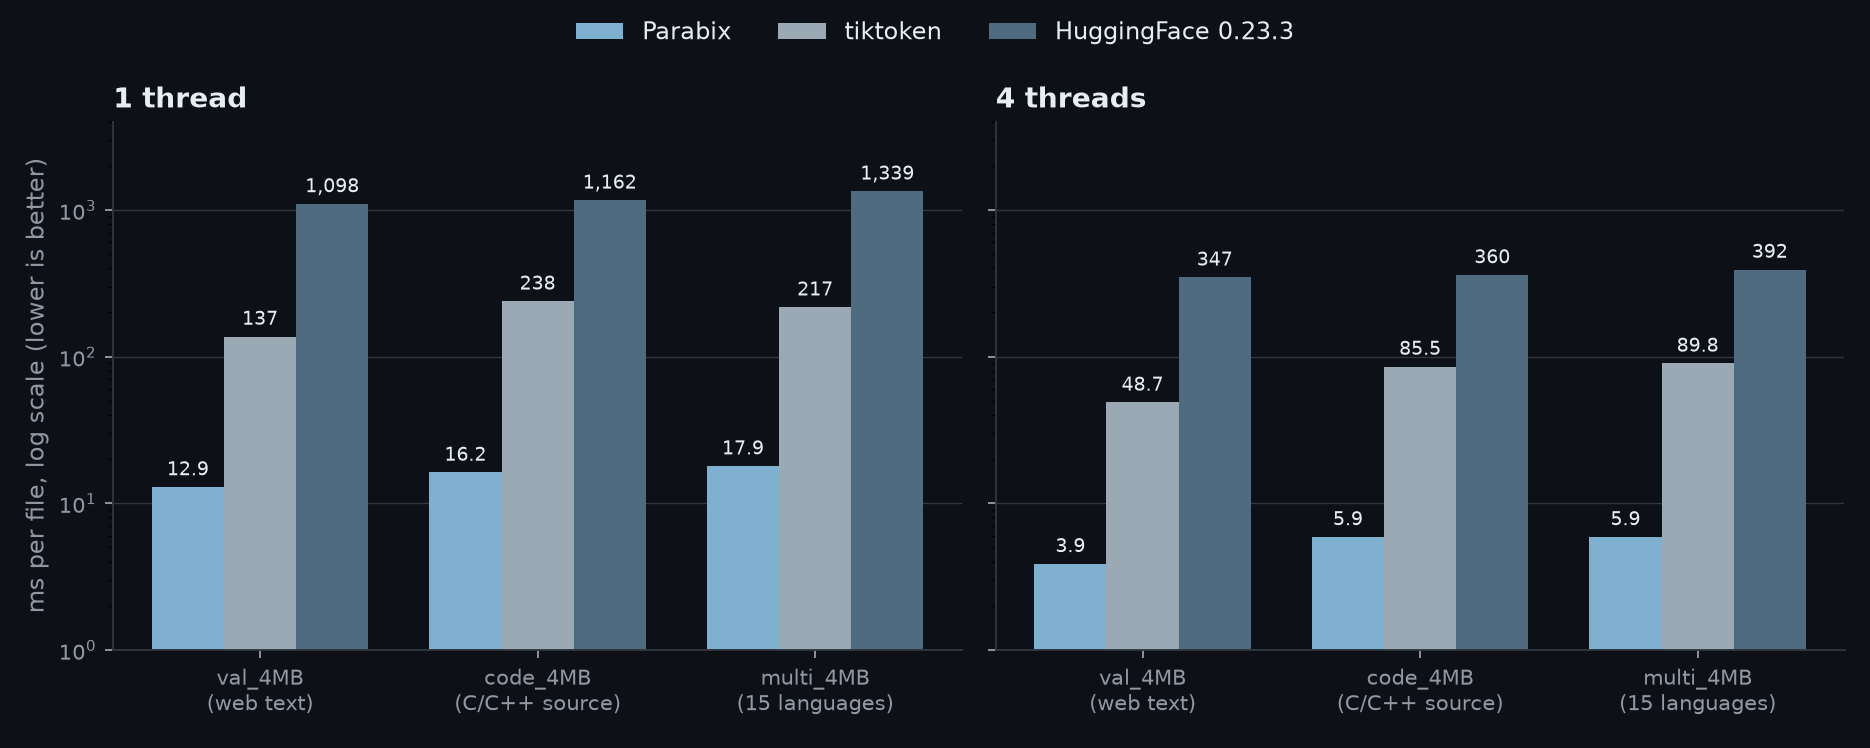 Parabix
tiktoken
HuggingFace 0.23.3
1 thread
ms per file, log scale (lower is better)
10³
10²
10¹
10⁰
12.9
137
1,098
16.2
238
1,162
17.9
217
1,339
val_4MB
(web text)
code_4MB
(C/C++ source)
multi_4MB
(15 languages)
4 threads
3.9
48.7
347
5.9
85.5
360
5.9
89.8
392
val_4MB
(web text)
code_4MB
(C/C++ source)
multi_4MB
(15 languages)